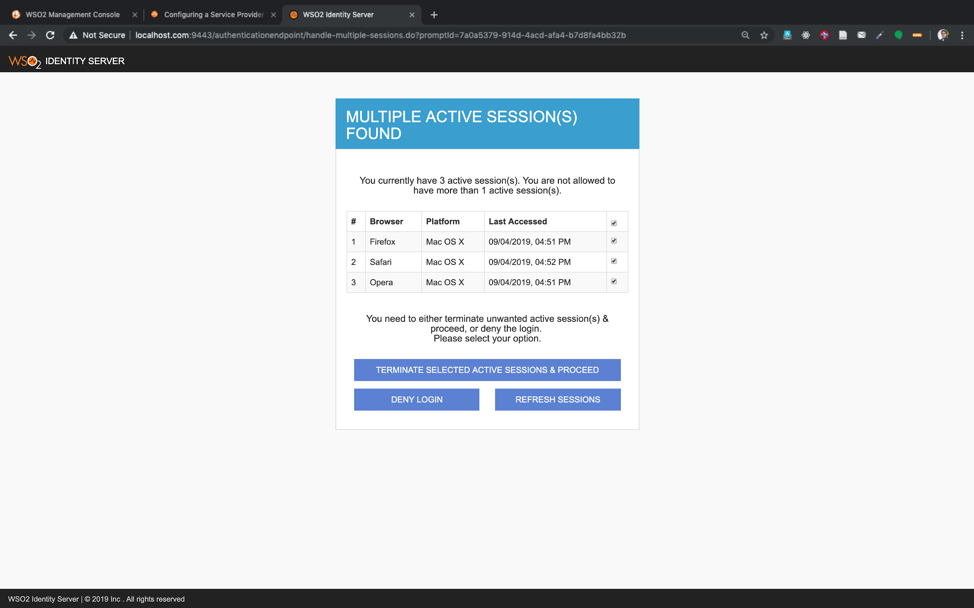 WSO2 Management Console
Configuring a Service Provider
WSO2 Identity Server
Not Secure | localhost.com:9443/authenticationendpoint/handle-multiple-sessions.do?promptId=7a0a5379-914d-4acd-afa4-b7d8fa4bb32b
WSO2 IDENTITY SERVER
MULTIPLE ACTIVE SESSION(S)
FOUND
You currently have 3 active session(s). You are not allowed to
have more than 1 active session(s).
# Browser Platform Last Accessed
1 Firefox Mac OS X 09/04/2019, 04:51 PM
2 Safari Mac OS X 09/04/2019, 04:52 PM
3 Opera Mac OS X 09/04/2019, 04:51 PM
You need to either terminate unwanted active session(s) &
proceed, or deny the login.
Please select your option.
TERMINATE SELECTED ACTIVE SESSIONS & PROCEED
DENY LOGIN
REFRESH SESSIONS
WSO2 Identity Server | © 2019 Inc . All rights reserved